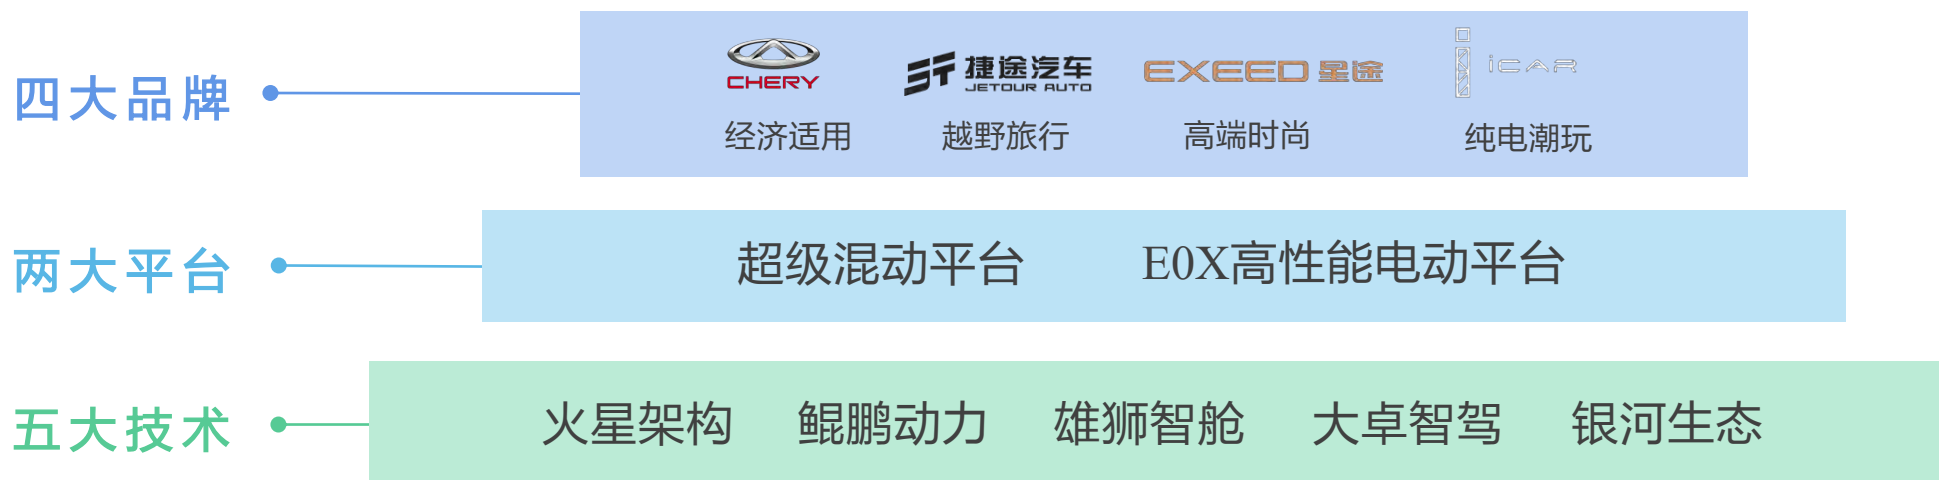 四大品牌
CHERY
捷途汽车
JETOUR AUTO
EXEED 星途
iCAR
经济适用 越野旅行 高端时尚 纯电潮玩
两大平台
超级混动平台 E0X高性能电动平台
五大技术
火星架构 鲲鹏动力 雄狮智舱 大卓智驾 银河生态